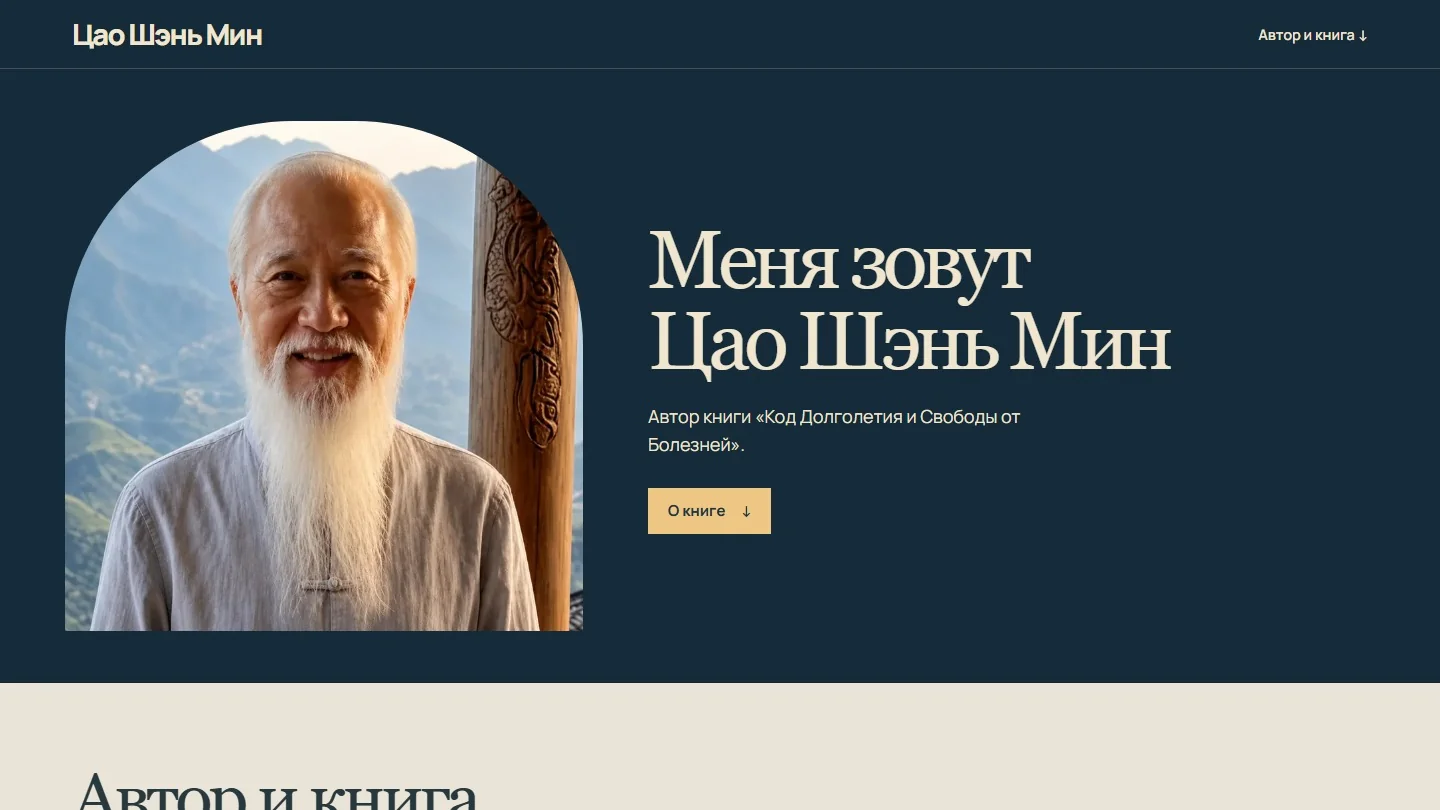 Цао Шэнь Мин
Автор и книга ↓
Меня зовут
Цао Шэнь Мин
Автор книги «Код Долголетия и Свободы от
Болезней».
О книге ↓
Автор и книга